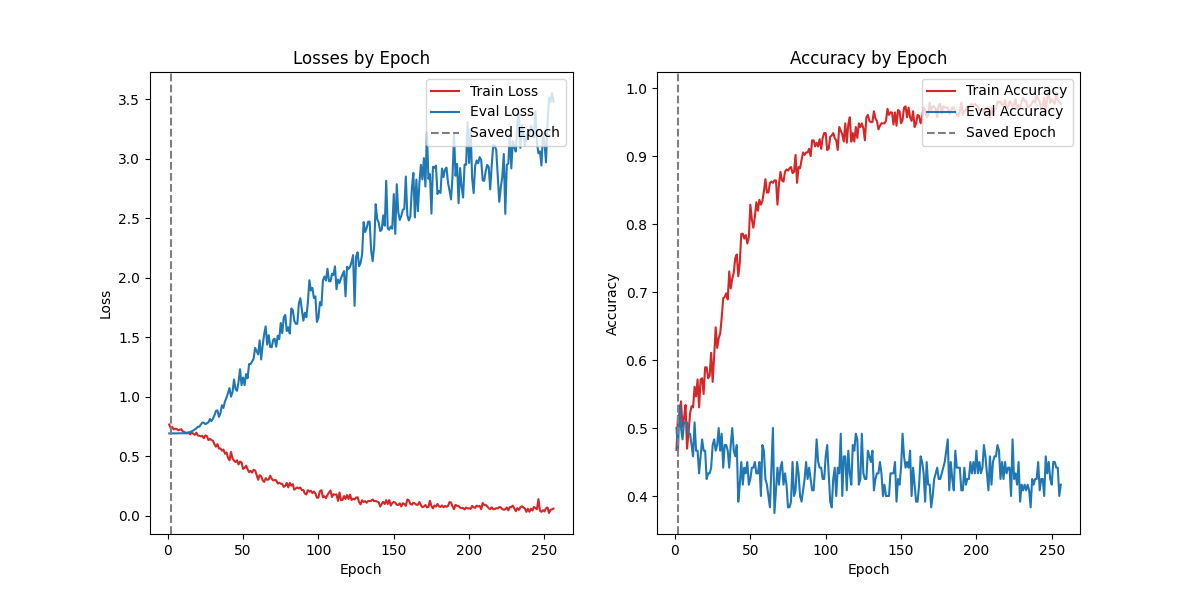 Losses by Epoch
Train Loss
Eval Loss
Saved Epoch
3.5
3.0
2.5
2.0
1.5
1.0
0.5
0.0
Loss
0 50 100 150 200 250
Epoch
Accuracy by Epoch
Train Accuracy
Eval Accuracy
Saved Epoch
1.0
0.9
0.8
0.7
0.6
0.5
0.4
Accuracy
0 50 100 150 200 250
Epoch